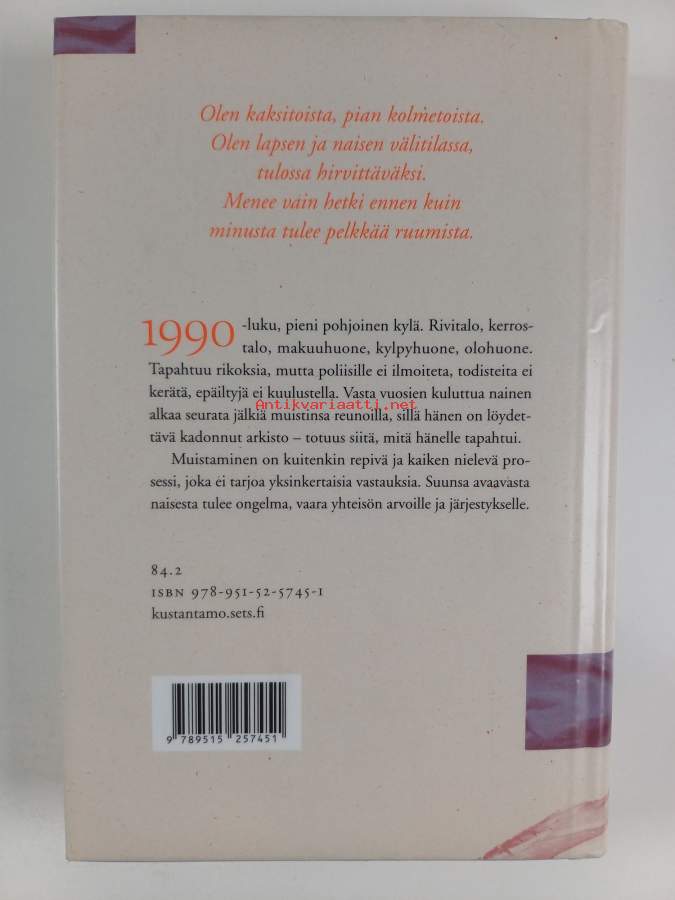 Olen kaksitoista, pian kolmetoista.
Olen lapsen ja naisen välitilassa,
tulossa hirvittäväksi.
Menee vain hetki ennen kuin
minusta tulee pelkkää ruumista.
1990-luku, pieni pohjoinen kylä. Rivitalo, kerros-
talo, makuuhuone, kylpyhuone, olohuone.
Tapahtuu rikoksia, mutta poliisille ei ilmoiteta, todisteita ei
kerätä, epäiltyjä ei kuulustella. Vasta vuosien kuluttua nainen
Antikvariaatti.net
alkaa seurata jälkiä muistinsa reunoilla, sillä hänen on löydet-
tävä kadonnut arkisto – totuus siitä, mitä hänelle tapahtui.
Muistaminen on kuitenkin repivä ja kaiken nielevä pro-
sessi, joka ei tarjoa yksinkertaisia vastauksia. Suunsa avaavasta
naisesta tulee ongelma, vaara yhteisön arvoille ja järjestykselle.
84.2
ISBN 978-951-52-5745-1
kustantamo.sets.fi
9 789515 257451